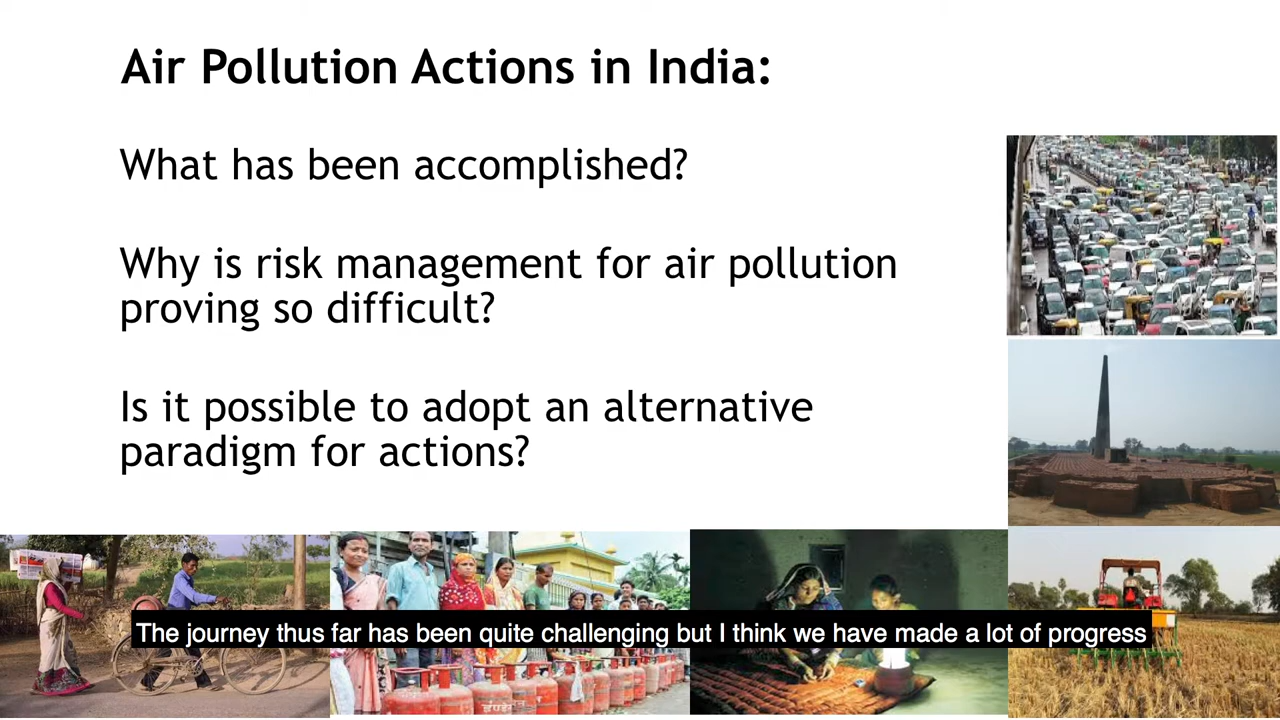 Air Pollution Actions in India:
What has been accomplished?
Why is risk management for air pollution
proving so difficult?
Is it possible to adopt an alternative
paradigm for actions?
The journey thus far has been quite challenging but I think we have made a lot of progress